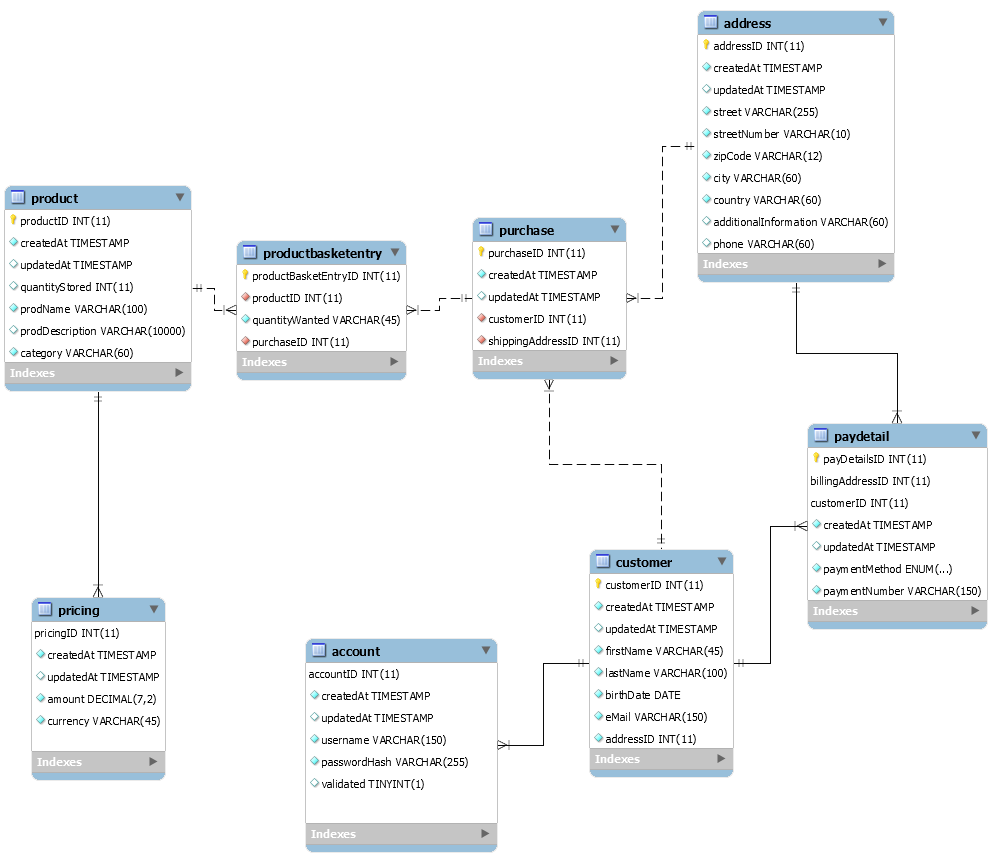 address
addressID INT(11)
createdAt TIMESTAMP
updatedAt TIMESTAMP
street VARCHAR(255)
streetNumber VARCHAR(10)
zipCode VARCHAR(12)
city VARCHAR(60)
country VARCHAR(60)
additionalInformation VARCHAR(60)
phone VARCHAR(60)
Indexes
product
productID INT(11)
createdAt TIMESTAMP
updatedAt TIMESTAMP
quantityStored INT(11)
prodName VARCHAR(100)
prodDescription VARCHAR(10000)
category VARCHAR(60)
Indexes
productbasketentry
productBasketEntryID INT(11)
productID INT(11)
quantityWanted VARCHAR(45)
purchaseID INT(11)
Indexes
purchase
purchaseID INT(11)
createdAt TIMESTAMP
updatedAt TIMESTAMP
customerID INT(11)
shippingAddressID INT(11)
Indexes
paydetail
payDetailsID INT(11)
billingAddressID INT(11)
customerID INT(11)
createdAt TIMESTAMP
updatedAt TIMESTAMP
paymentMethod ENUM(...)
paymentNumber VARCHAR(150)
Indexes
customer
customerID INT(11)
createdAt TIMESTAMP
updatedAt TIMESTAMP
firstName VARCHAR(45)
lastName VARCHAR(100)
birthDate DATE
eMail VARCHAR(150)
addressID INT(11)
Indexes
pricing
pricingID INT(11)
createdAt TIMESTAMP
updatedAt TIMESTAMP
amount DECIMAL(7,2)
currency VARCHAR(45)
Indexes
account
accountID INT(11)
createdAt TIMESTAMP
updatedAt TIMESTAMP
username VARCHAR(150)
passwordHash VARCHAR(255)
validated TINYINT(1)
Indexes